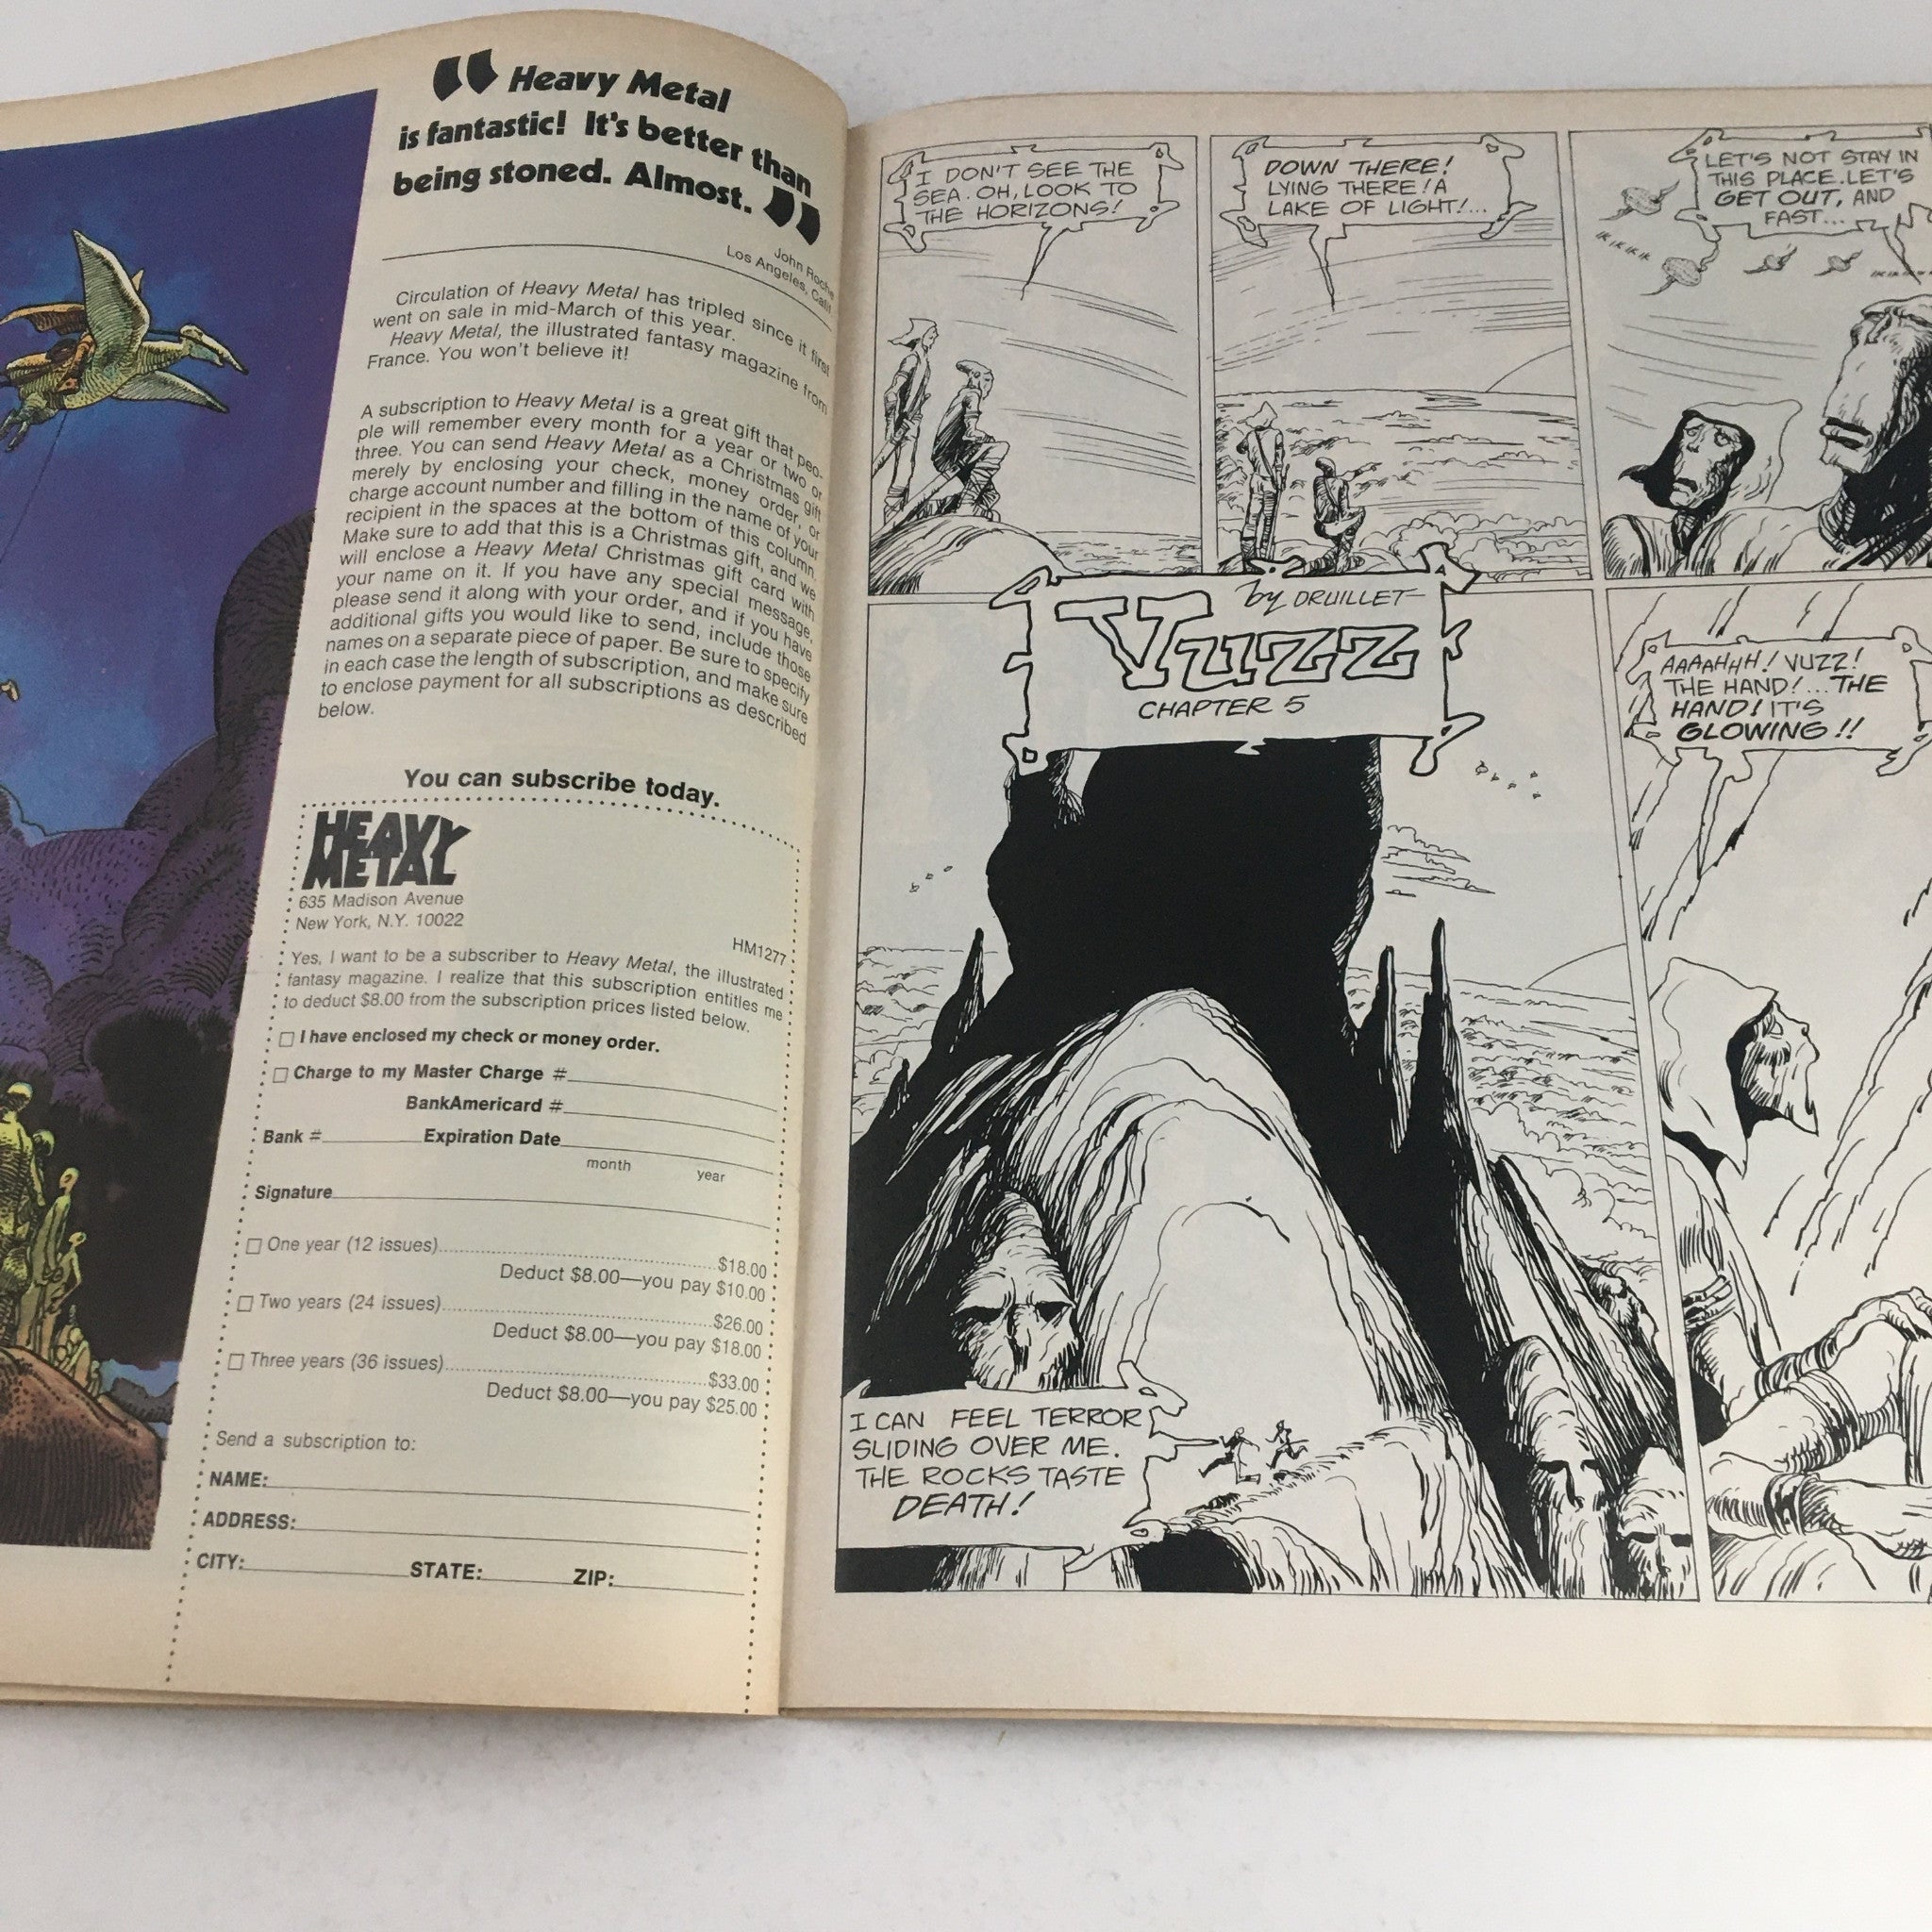 “ Heavy Metal
is fantastic! It's better than
being stoned. Almost. ”
John Roche
Los Angeles, Calif.
Circulation of Heavy Metal has tripled since it first
went on sale in mid-March of this year.
Heavy Metal, the illustrated fantasy magazine from
France. You won't believe it!
A subscription to Heavy Metal is a great gift that peo-
ple will remember every month for a year or two or
three. You can send Heavy Metal as a Christmas gift
merely by enclosing your check, money order, or
charge account number and filling in the name of your
recipient in the spaces at the bottom of this column.
Make sure to add that this is a Christmas gift, and we
will enclose a Heavy Metal Christmas gift card with
your name on it. If you have any special message,
please send it along with your order, and if you have
additional gifts you would like to send, include those
names on a separate piece of paper. Be sure to specify
in each case the length of subscription, and make sure
to enclose payment for all subscriptions as described
below.
You can subscribe today.
HEAVY
METAL
635 Madison Avenue
New York, N.Y. 10022
HM1277
Yes, I want to be a subscriber to Heavy Metal, the illustrated
fantasy magazine. I realize that this subscription entitles me
to deduct $8.00 from the subscription prices listed below.
I have enclosed my check or money order.
Charge to my Master Charge #
BankAmericard #
Bank # Expiration Date
month year
Signature
One year (12 issues)..........$18.00
Deduct $8.00—you pay $10.00
Two years (24 issues)..........$26.00
Deduct $8.00—you pay $18.00
Three years (36 issues)..........$33.00
Deduct $8.00—you pay $25.00
Send a subscription to:
NAME:
ADDRESS:
CITY: STATE: ZIP:
I DON'T SEE THE
SEA. OH, LOOK TO
THE HORIZONS!
DOWN THERE!
LYING THERE! A
LAKE OF LIGHT!...
LET'S NOT STAY IN
THIS PLACE. LET'S
GET OUT, AND
FAST...
IK IK IK IK
IK IK IK IK
by DRUILLET
Vuzz
CHAPTER 5
AAAAHHH! VUZZ!
THE HAND!...THE
HAND! IT'S
GLOWING!!
I CAN FEEL TERROR
SLIDING OVER ME.
THE ROCKS TASTE
DEATH!